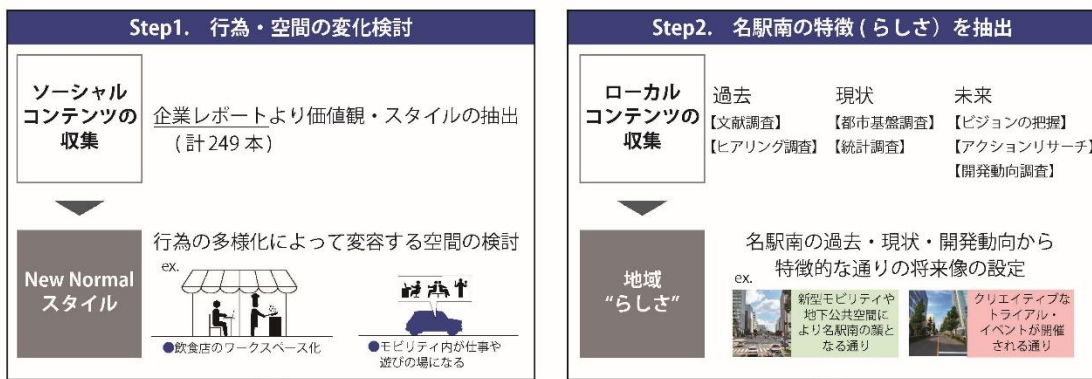 Step1. 行為・空間の変化検討
ソーシャル
コンテンツの
収集
企業レポートより価値観・スタイルの抽出
(計249本)
New Normal
スタイル
行為の多様化によって変容する空間の検討
ex.
●飲食店のワークスペース化
●モビリティ内が仕事や
遊びの場になる
Step2. 名駅南の特徴(らしさ)を抽出
ローカル
コンテンツの
収集
過去
【文献調査】
【ヒアリング調査】
現状
【都市基盤調査】
【統計調査】
未来
【ビジョンの把握】
【アクションリサーチ】
【開発動向調査】
地域
“らしさ”
名駅南の過去・現状・開発動向から
特徴的な通りの将来像の設定
ex.
新型モビリティや
地下公共空間に
より名駅南の顔と
なる通り
クリエイティブな
トライアル・
イベントが開催
される通り